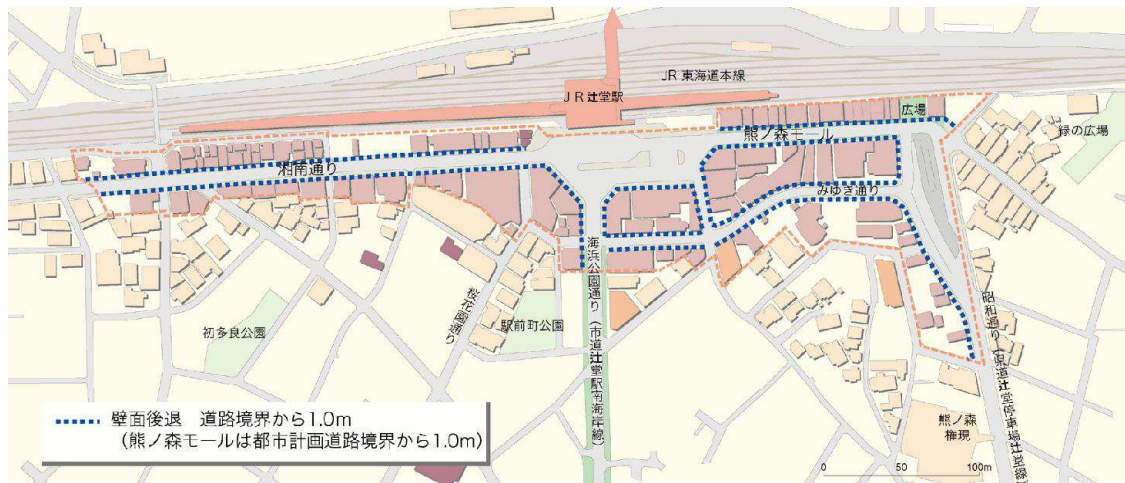 JR 東海道本線
JR辻堂駅
広場
熊ノ森モール
緑の広場
湘南通り
みゆき通り
海浜公園通り（市道辻堂駅南海岸線）
桜花園通り
駅前町公園
初多良公園
昭和通り（県道辻堂停車場辻堂線）
熊ノ森
権現
壁面後退　道路境界から1.0m
（熊ノ森モールは都市計画道路境界から1.0m）
0 50 100m